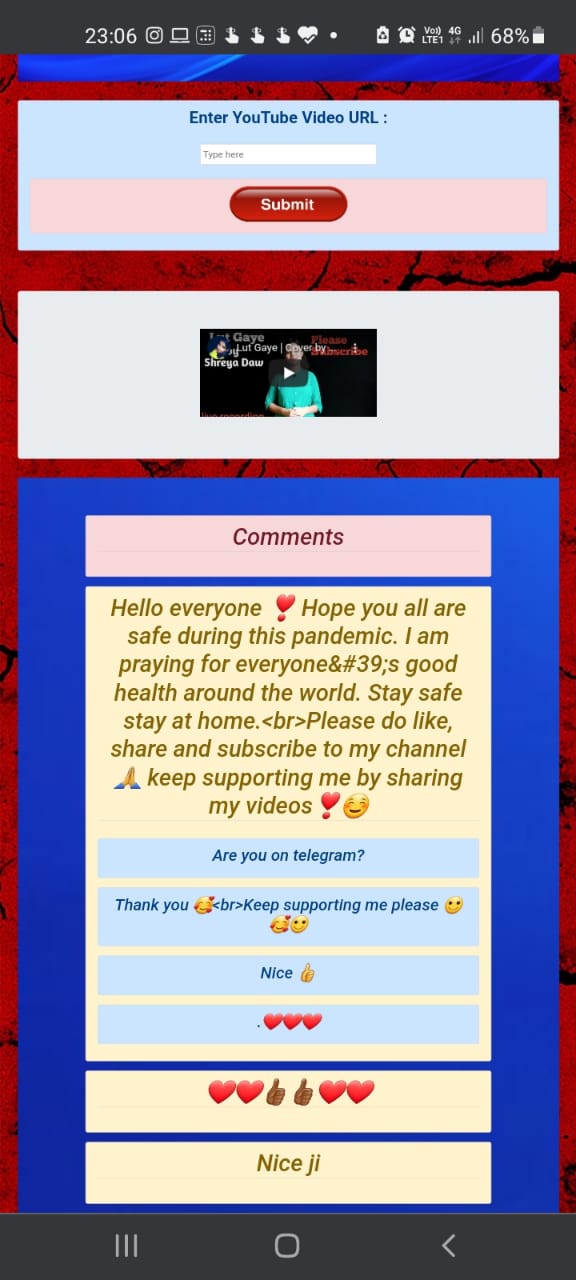 23:06
Vo)) 4G
LTE1
68%
Enter YouTube Video URL :
Type here
Submit
Lut Gaye
Lut Gaye | Cover by
Please
Subscribe
by
Shreya Daw
live recording
Comments
Hello everyone ❣️ Hope you all are
safe during this pandemic. I am
praying for everyone&#39;s good
health around the world. Stay safe
stay at home.<br>Please do like,
share and subscribe to my channel
🙏 keep supporting me by sharing
my videos❣️☺️
Are you on telegram?
Thank you 🥰<br>Keep supporting me please 🙂
🥰🙂
Nice 👍
.❤️❤️❤️
❤️❤️👍🏾👍🏾❤️❤️
Nice ji